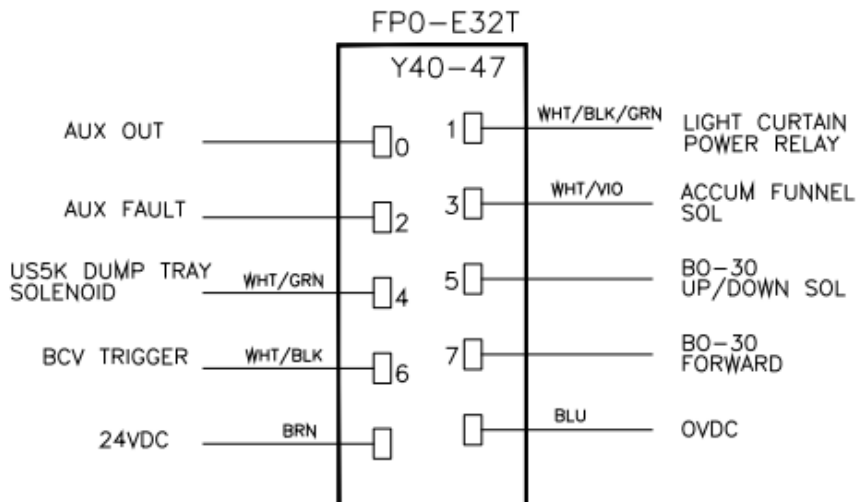 FP0-E32T
Y40-47
AUX OUT
0
1
WHT/BLK/GRN
LIGHT CURTAIN
POWER RELAY
AUX FAULT
2
3
WHT/VIO
ACCUM FUNNEL
SOL
US5K DUMP TRAY
SOLENOID
WHT/GRN
4
5
BO-30
UP/DOWN SOL
BCV TRIGGER
WHT/BLK
6
7
BO-30
FORWARD
24VDC
BRN
BLU
0VDC